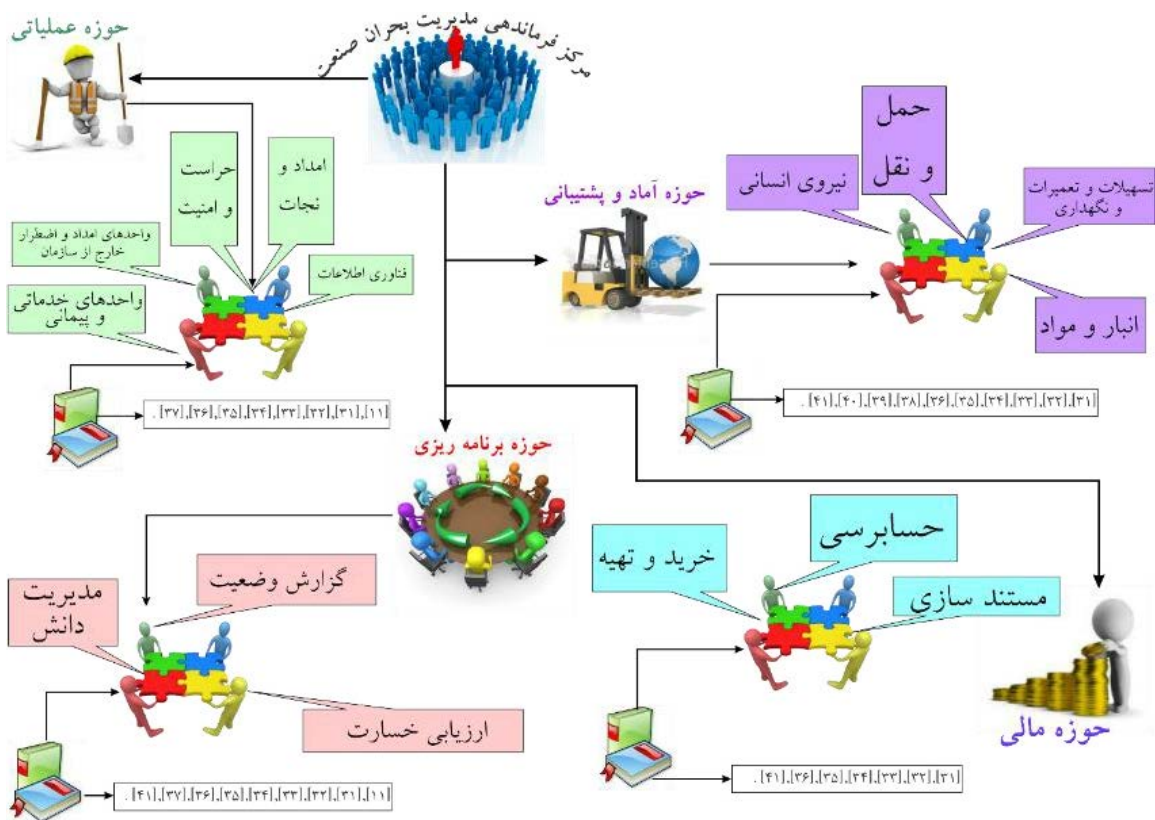 مرکز فرماندهی مدیریت بحران صنعت
حوزه عملیاتی
امداد و
نجات
حراست
و امنیت
واحدهای امداد و اضطرار
خارج از سازمان
فناوری اطلاعات
واحدهای خدماتی
و پیمانی
[۱۱],[۳۱],[۳۲],[۳۳],[۳۴],[۳۵],[۳۶],[۳۷] .
حوزه آماد و پشتیبانی
حمل
و نقل
نیروی انسانی
تسهیلات و تعمیرات
و نگهداری
انبار و مواد
[۳۱],[۳۲],[۳۳],[۳۴],[۳۵],[۳۶],[۳۸],[۳۹],[۴۰],[۴۱] .
حوزه برنامه ریزی
گزارش وضعیت
مدیریت
دانش
ارزیابی خسارت
[۱۱],[۳۱],[۳۲],[۳۳],[۳۴],[۳۵],[۳۶],[۳۷],[۴۱] .
حسابرسی
خرید و تهیه
مستند سازی
حوزه مالی
[۳۱],[۳۲],[۳۳],[۳۴],[۳۵],[۳۶],[۴۱] .